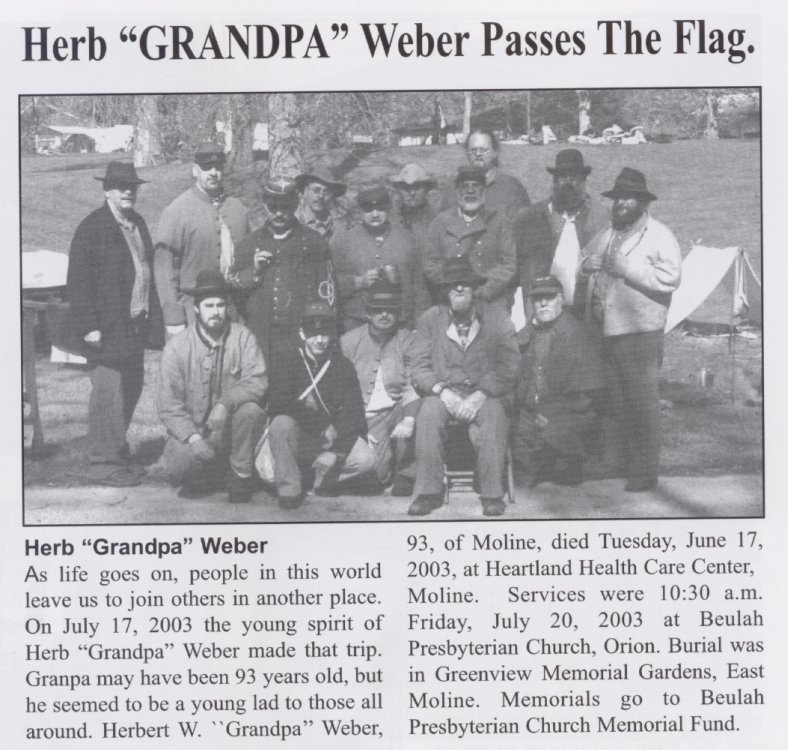 Herb “GRANDPA” Weber Passes The Flag.
Herb “Grandpa” Weber
As life goes on, people in this world
leave us to join others in another place.
On July 17, 2003 the young spirit of
Herb “Grandpa” Weber made that trip.
Granpa may have been 93 years old, but
he seemed to be a young lad to those all
around. Herbert W. ``Grandpa” Weber,
93, of Moline, died Tuesday, June 17,
2003, at Heartland Health Care Center,
Moline. Services were 10:30 a.m.
Friday, July 20, 2003 at Beulah
Presbyterian Church, Orion. Burial was
in Greenview Memorial Gardens, East
Moline. Memorials go to Beulah
Presbyterian Church Memorial Fund.